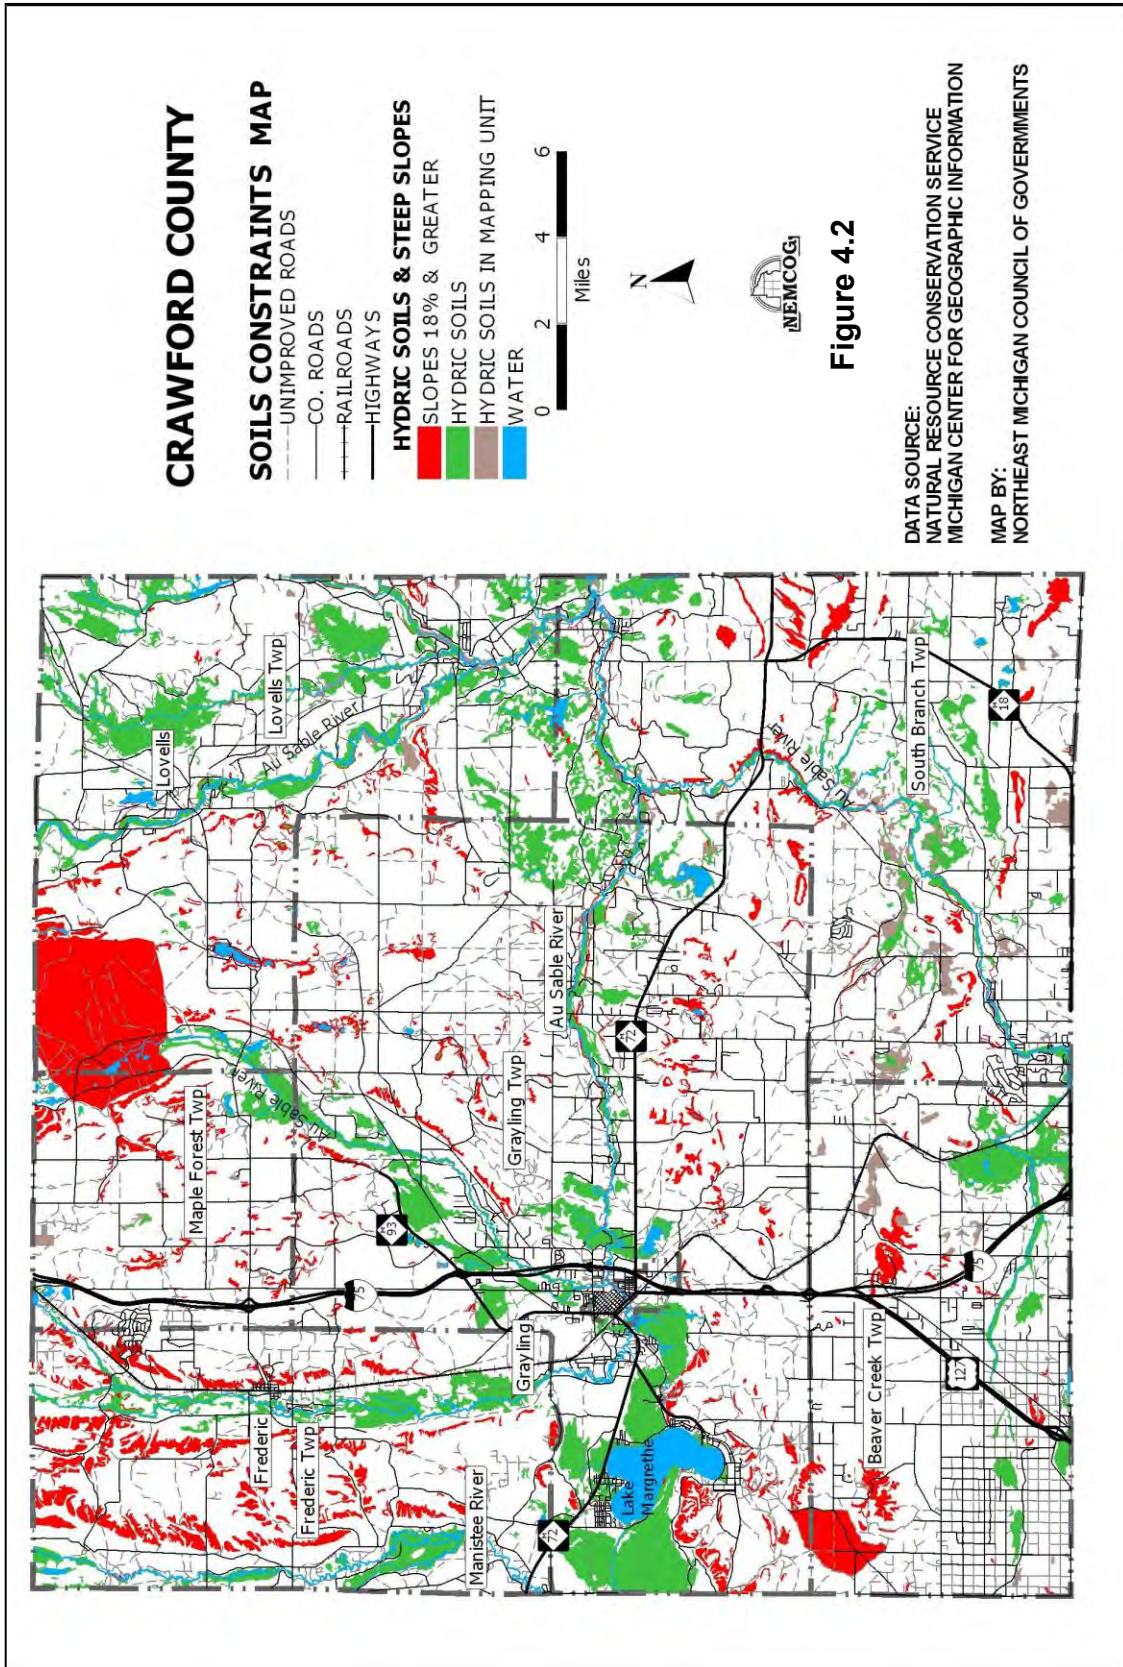 CRAWFORD COUNTY
SOILS CONSTRAINTS MAP
UNIMPROVED ROADS
CO. ROADS
RAILROADS
HIGHWAYS
HYDRIC SOILS & STEEP SLOPES
SLOPES 18% & GREATER
HYDRIC SOILS
HYDRIC SOILS IN MAPPING UNIT
WATER
0 2 4 6
Miles
N
NEMCOG
Figure 4.2
DATA SOURCE:
NATURAL RESOURCE CONSERVATION SERVICE
MICHIGAN CENTER FOR GEOGRAPHIC INFORMATION
MAP BY:
NORTHEAST MICHIGAN COUNCIL OF GOVERNMENTS
Lovells
Lovells Twp
Au Sable River
Maple Forest Twp
Au Sable River
M
93
75
Frederic
Frederic Twp
Manistee River
Grayling
Grayling Twp
Au Sable River
M
72
M
72
Lake
Margrethe
Au Sable River
South Branch Twp
M
18
Beaver Creek Twp
127
75